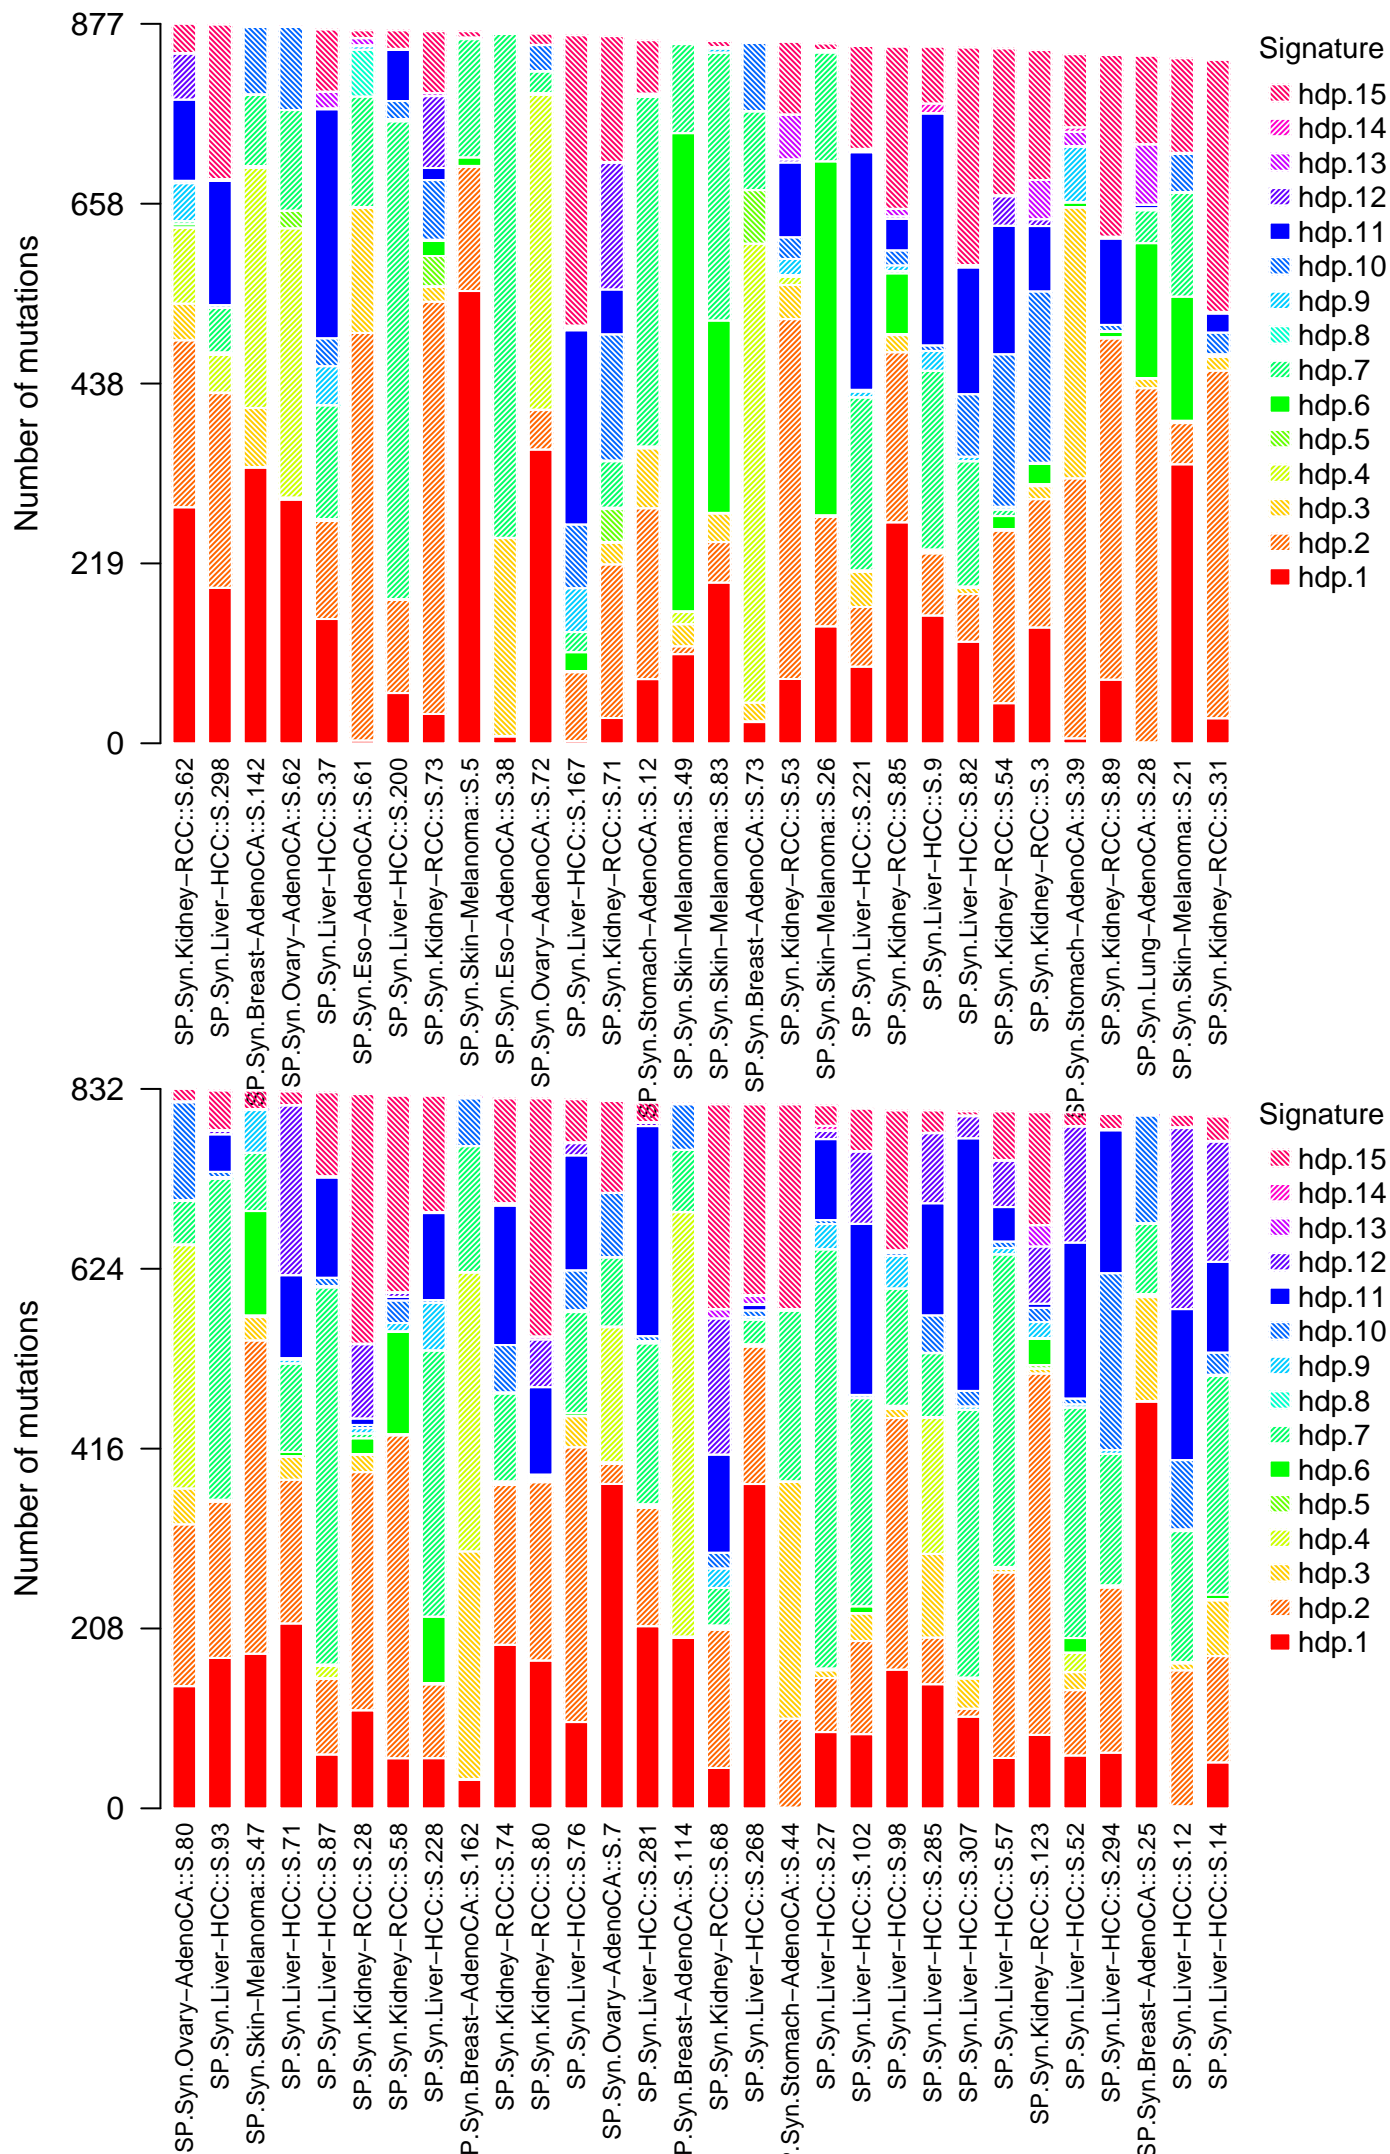 Number of mutations
877
658
438
219
0
SP.Syn.Kidney−RCC::S.62
SP.Syn.Liver−HCC::S.298
SP.Syn.Breast−AdenoCA::S.142
SP.Syn.Ovary−AdenoCA::S.62
SP.Syn.Liver−HCC::S.37
SP.Syn.Eso−AdenoCA::S.61
SP.Syn.Liver−HCC::S.200
SP.Syn.Kidney−RCC::S.73
SP.Syn.Skin−Melanoma::S.5
SP.Syn.Eso−AdenoCA::S.38
SP.Syn.Ovary−AdenoCA::S.72
SP.Syn.Liver−HCC::S.167
SP.Syn.Kidney−RCC::S.71
SP.Syn.Stomach−AdenoCA::S.12
SP.Syn.Skin−Melanoma::S.49
SP.Syn.Skin−Melanoma::S.83
SP.Syn.Breast−AdenoCA::S.73
SP.Syn.Kidney−RCC::S.53
SP.Syn.Skin−Melanoma::S.26
SP.Syn.Liver−HCC::S.221
SP.Syn.Kidney−RCC::S.85
SP.Syn.Liver−HCC::S.9
SP.Syn.Liver−HCC::S.82
SP.Syn.Kidney−RCC::S.54
SP.Syn.Kidney−RCC::S.3
SP.Syn.Stomach−AdenoCA::S.39
SP.Syn.Kidney−RCC::S.89
SP.Syn.Lung−AdenoCA::S.28
SP.Syn.Skin−Melanoma::S.21
SP.Syn.Kidney−RCC::S.31
Signature
hdp.15
hdp.14
hdp.13
hdp.12
hdp.11
hdp.10
hdp.9
hdp.8
hdp.7
hdp.6
hdp.5
hdp.4
hdp.3
hdp.2
hdp.1
Number of mutations
832
624
416
208
0
SP.Syn.Ovary−AdenoCA::S.80
SP.Syn.Liver−HCC::S.93
SP.Syn.Skin−Melanoma::S.47
SP.Syn.Liver−HCC::S.71
SP.Syn.Liver−HCC::S.87
SP.Syn.Kidney−RCC::S.28
SP.Syn.Kidney−RCC::S.58
SP.Syn.Liver−HCC::S.228
SP.Syn.Breast−AdenoCA::S.162
SP.Syn.Kidney−RCC::S.74
SP.Syn.Kidney−RCC::S.80
SP.Syn.Liver−HCC::S.76
SP.Syn.Ovary−AdenoCA::S.7
SP.Syn.Liver−HCC::S.281
P.Syn.Breast−AdenoCA::S.114
SP.Syn.Kidney−RCC::S.68
SP.Syn.Liver−HCC::S.268
.Syn.Stomach−AdenoCA::S.44
SP.Syn.Liver−HCC::S.27
SP.Syn.Liver−HCC::S.102
SP.Syn.Liver−HCC::S.98
SP.Syn.Liver−HCC::S.285
SP.Syn.Liver−HCC::S.307
SP.Syn.Liver−HCC::S.57
SP.Syn.Kidney−RCC::S.123
SP.Syn.Liver−HCC::S.52
SP.Syn.Liver−HCC::S.294
SP.Syn.Breast−AdenoCA::S.25
SP.Syn.Liver−HCC::S.12
SP.Syn.Liver−HCC::S.14
Signature
hdp.15
hdp.14
hdp.13
hdp.12
hdp.11
hdp.10
hdp.9
hdp.8
hdp.7
hdp.6
hdp.5
hdp.4
hdp.3
hdp.2
hdp.1